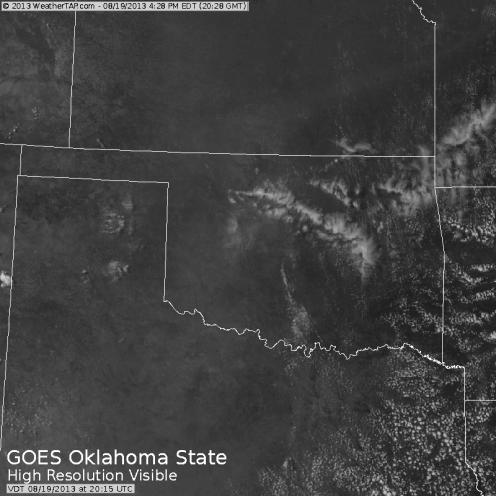 © 2013 WeatherTAP.com - 08/19/2013 4:28 PM EDT (20:28 GMT)
GOES Oklahoma State
High Resolution Visible
VDT 08/19/2013 at 20:15 UTC